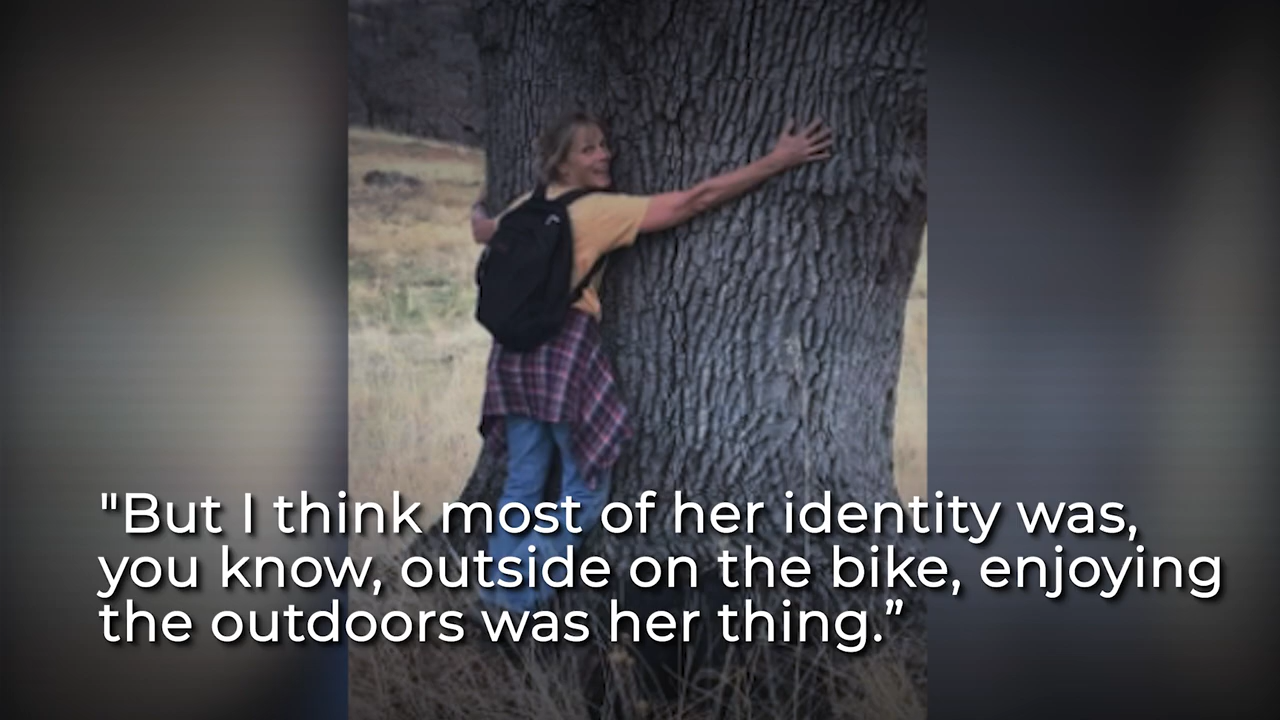 "But I think most of her identity was,
you know, outside on the bike, enjoying
the outdoors was her thing.”